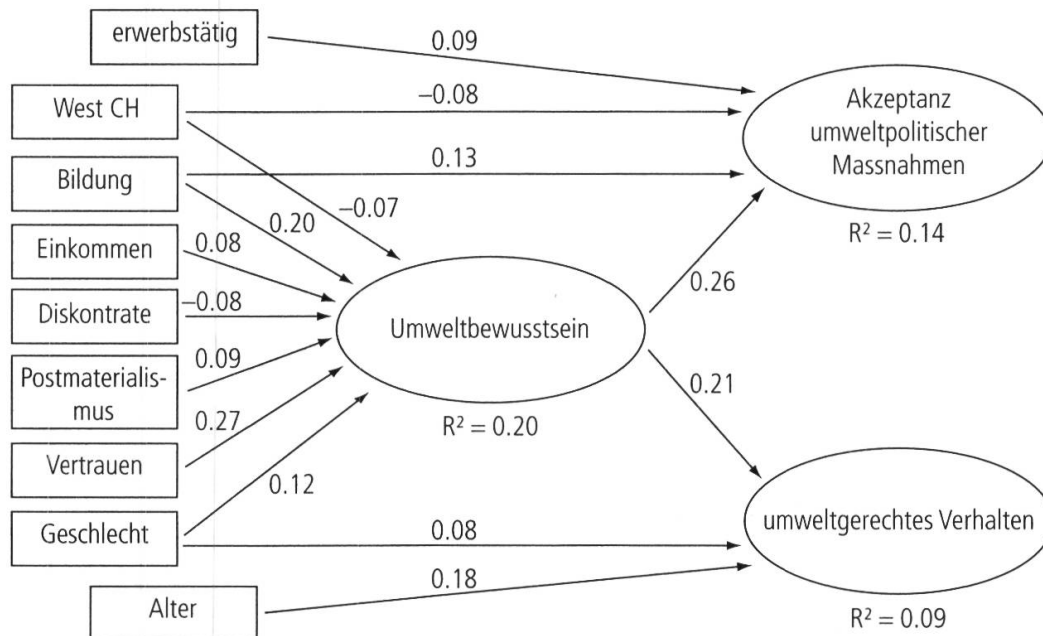 erwerbstätig
0.09
West CH
−0.08
Akzeptanz
umweltpolitischer
Massnahmen
R² = 0.14
Bildung
0.13
−0.07
0.20
Einkommen
0.08
Diskontrate
−0.08
Umweltbewusstsein
R² = 0.20
0.26
Postmaterialis-
mus
0.09
0.21
Vertrauen
0.27
Geschlecht
0.12
0.08
umweltgerechtes Verhalten
R² = 0.09
Alter
0.18